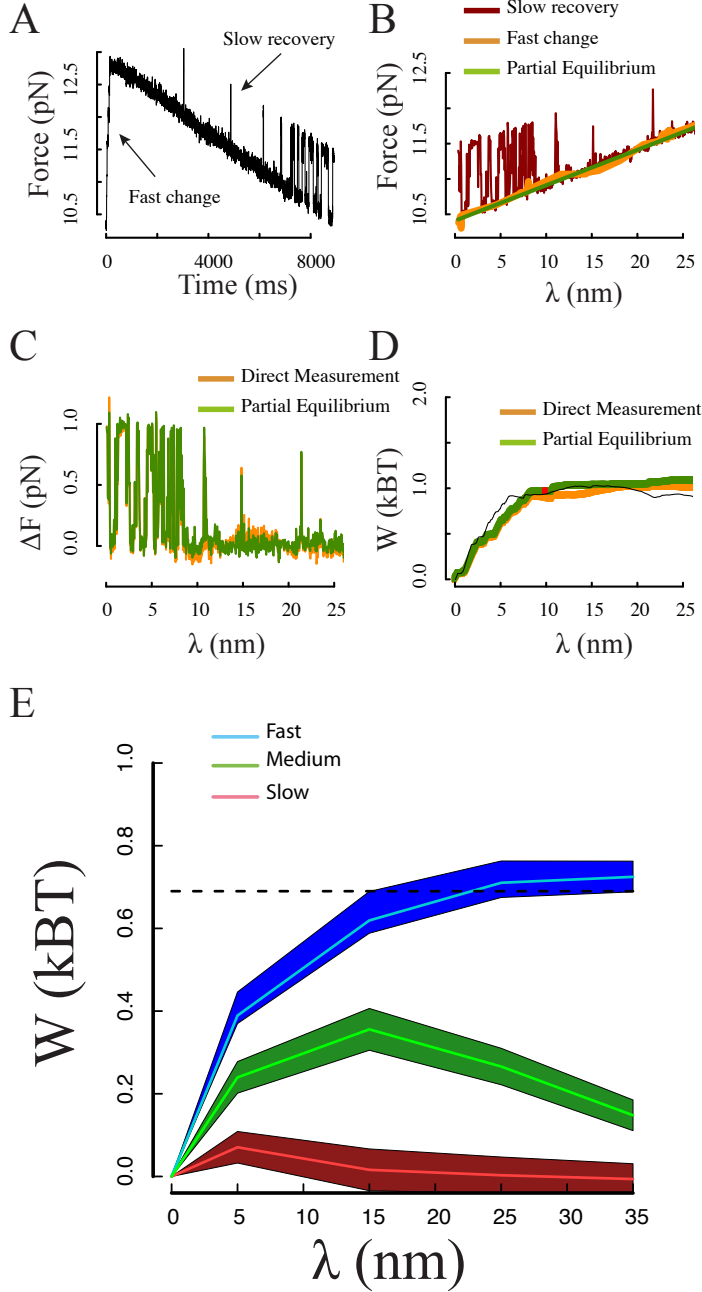 A
Slow recovery
Fast change
Force (pN)
10.5 11.5 12.5
0 4000 8000
Time (ms)
B
Slow recovery
Fast change
Partial Equilibrium
Force (pN)
10.5 11.5 12.5
0 5 10 15 20 25
λ (nm)
C
Direct Measurement
Partial Equilibrium
ΔF (pN)
0.0 0.5 1.0
0 5 10 15 20 25
λ (nm)
D
Direct Measurement
Partial Equilibrium
W (kBT)
0.0 1.0 2.0
0 5 10 15 20 25
λ (nm)
E
Fast
Medium
Slow
W (kBT)
0.0 0.2 0.4 0.6 0.8 1.0
0 5 10 15 20 25 30 35
λ (nm)